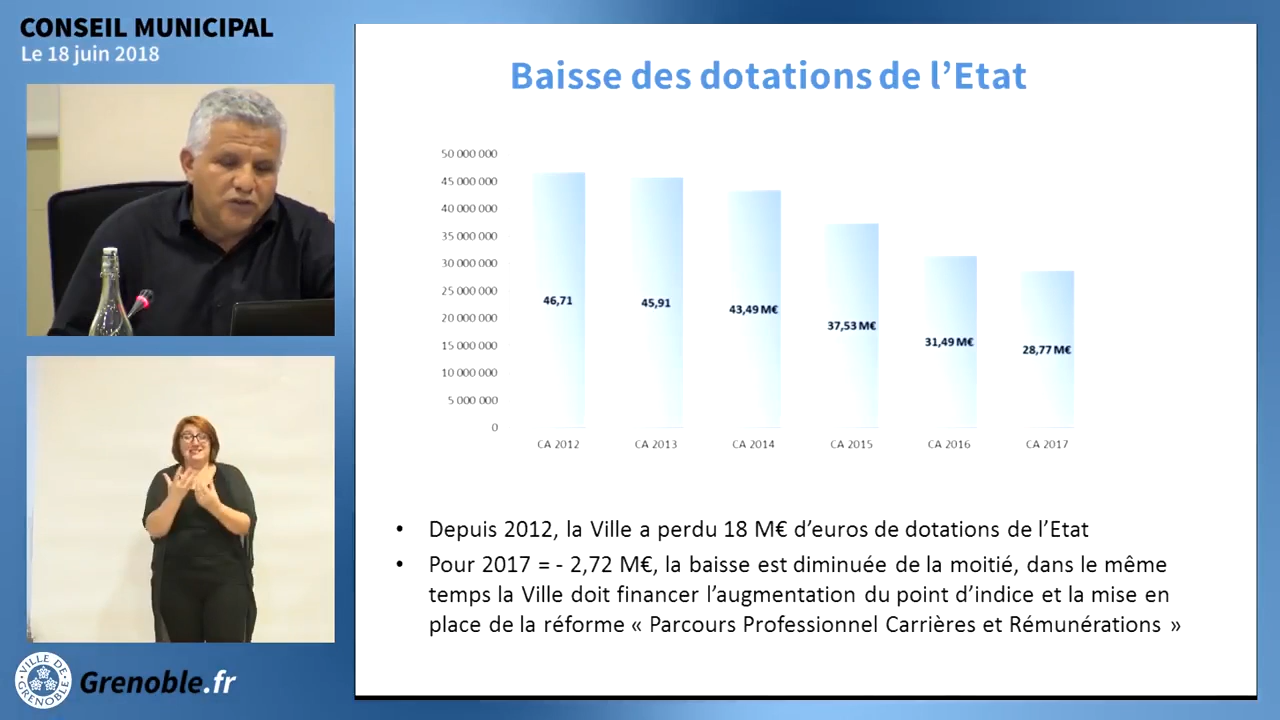 CONSEIL MUNICIPAL
Le 18 juin 2018
Baisse des dotations de l'Etat
50 000 000
45 000 000
40 000 000
35 000 000
30 000 000
25 000 000
20 000 000
15 000 000
10 000 000
5 000 000
0
46,71
45,91
43,49 M€
37,53 M€
31,49 M€
28,77 M€
CA 2012
CA 2013
CA 2014
CA 2015
CA 2016
CA 2017
• Depuis 2012, la Ville a perdu 18 M€ d'euros de dotations de l'Etat
• Pour 2017 = - 2,72 M€, la baisse est diminuée de la moitié, dans le même
temps la Ville doit financer l'augmentation du point d'indice et la mise en
place de la réforme « Parcours Professionnel Carrières et Rémunérations »
VILLE DE
GRENOBLE
Grenoble.fr